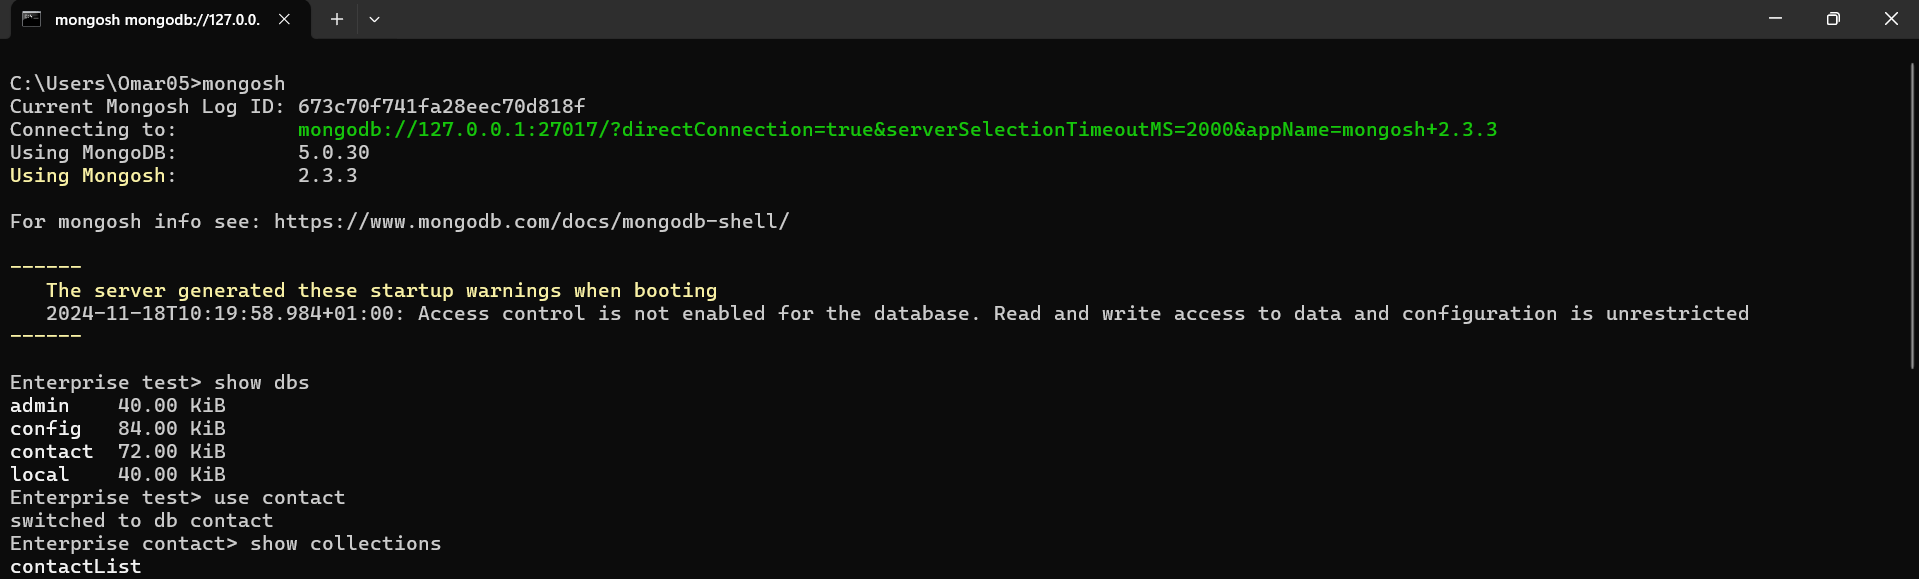 mongosh mongodb://127.0.0.
C:\Users\Omar05>mongosh
Current Mongosh Log ID: 673c70f741fa28eec70d818f
Connecting to:          mongodb://127.0.0.1:27017/?directConnection=true&serverSelectionTimeoutMS=2000&appName=mongosh+2.3.3
Using MongoDB:          5.0.30
Using Mongosh:          2.3.3
For mongosh info see: https://www.mongodb.com/docs/mongodb-shell/
------
   The server generated these startup warnings when booting
   2024-11-18T10:19:58.984+01:00: Access control is not enabled for the database. Read and write access to data and configuration is unrestricted
------
Enterprise test> show dbs
admin    40.00 KiB
config   84.00 KiB
contact  72.00 KiB
local    40.00 KiB
Enterprise test> use contact
switched to db contact
Enterprise contact> show collections
contactList